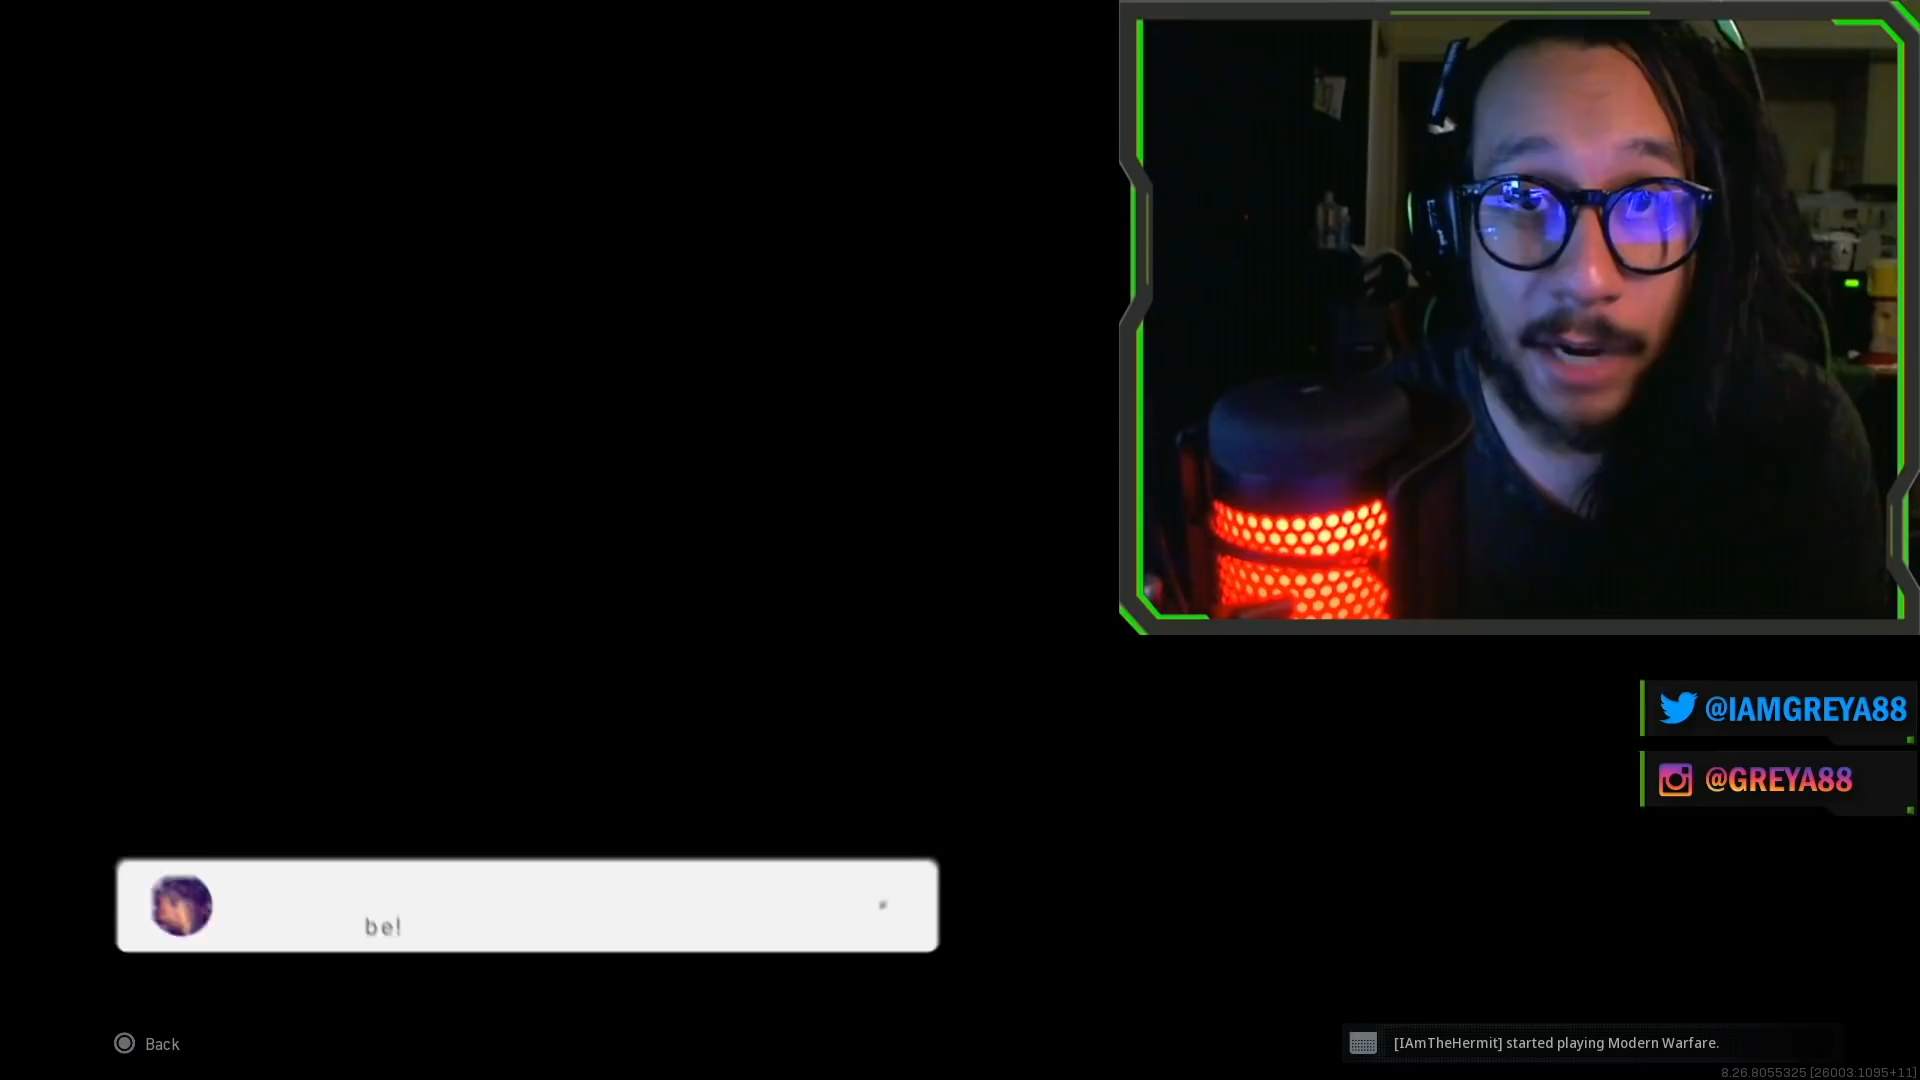 @IAMGREYA88
@GREYA88
be!
Back
[IAmTheHermit] started playing Modern Warfare.
8.26.8055325 [26003:1095+11]